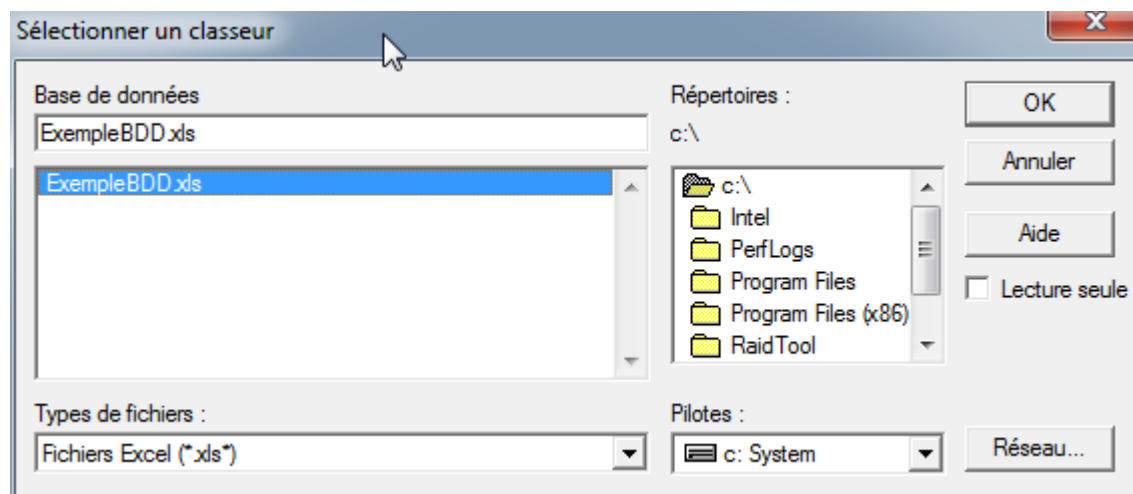 Sélectionner un classeur
Base de données
ExempleBDD.xls
ExempleBDD.xls
Types de fichiers :
Fichiers Excel (*.xls*)
Répertoires :
c:\
c:\
Intel
PerfLogs
Program Files
Program Files (x86)
RaidTool
Pilotes :
c: System
OK
Annuler
Aide
Lecture seule
Réseau...